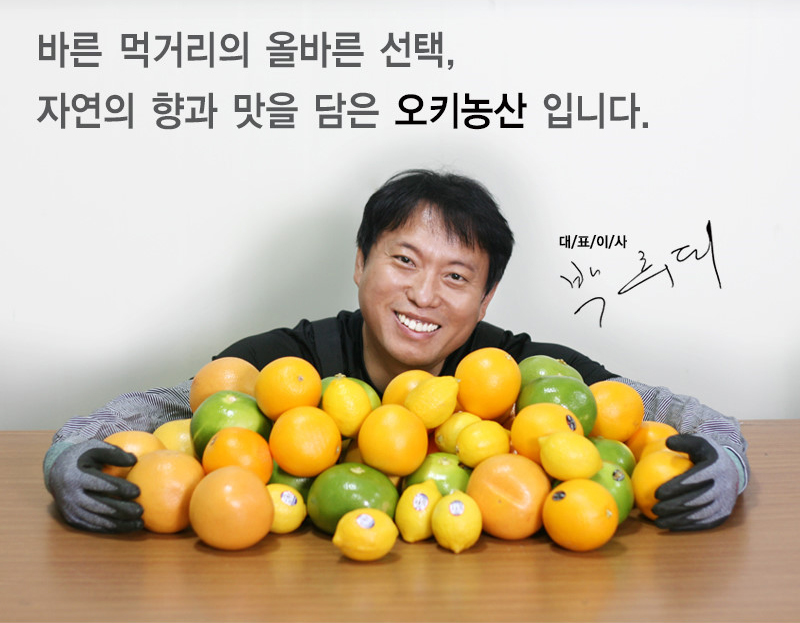 바른 먹거리의 올바른 선택,
자연의 향과 맛을 담은 오키농산 입니다.
대/표/이/사